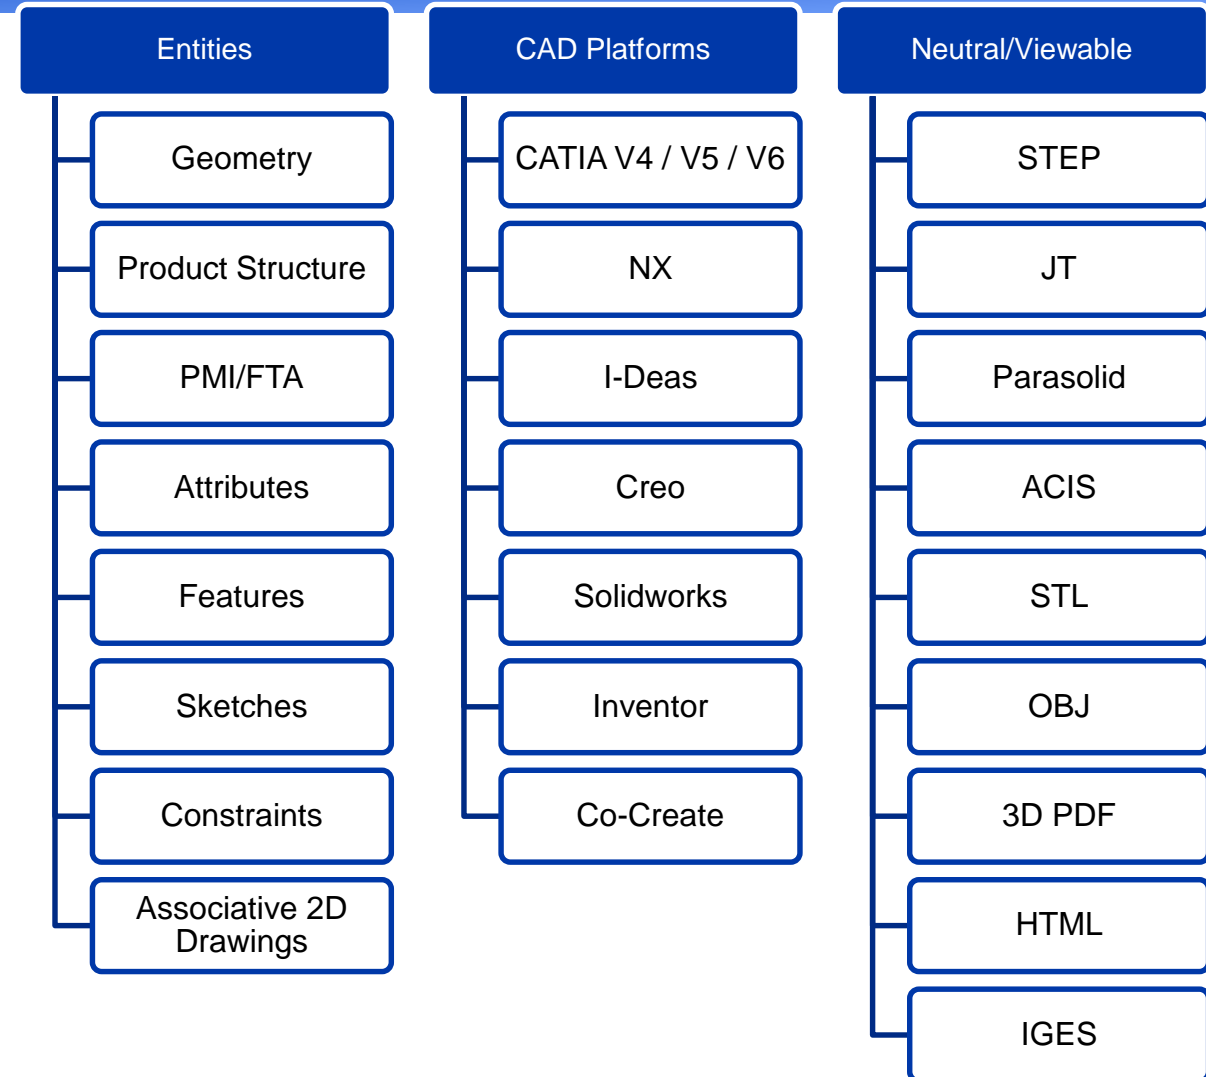 Entities
Geometry
Product Structure
PMI/FTA
Attributes
Features
Sketches
Constraints
Associative 2D
Drawings
CAD Platforms
CATIA V4 / V5 / V6
NX
I-Deas
Creo
Solidworks
Inventor
Co-Create
Neutral/Viewable
STEP
JT
Parasolid
ACIS
STL
OBJ
3D PDF
HTML
IGES